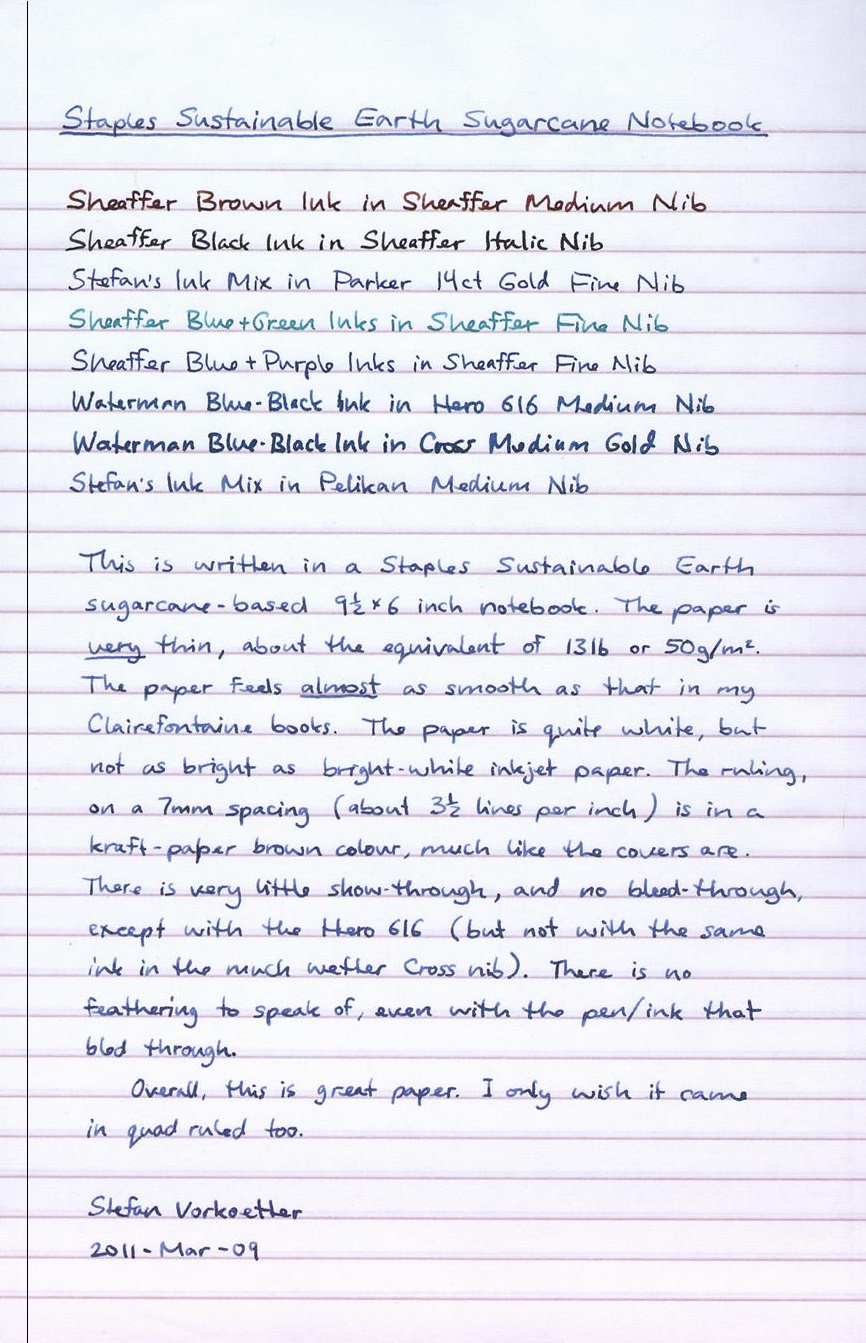 Staples Sustainable Earth Sugarcane Notebook
Sheaffer Brown Ink in Sheaffer Medium Nib
Sheaffer Black Ink in Sheaffer Italic Nib
Stefan's Ink Mix in Parker 14ct Gold Fine Nib
Sheaffer Blue+Green Inks in Sheaffer Fine Nib
Sheaffer Blue+Purple Inks in Sheaffer Fine Nib
Waterman Blue-Black Ink in Hero 616 Medium Nib
Waterman Blue-Black Ink in Cross Medium Gold Nib
Stefan's Ink Mix in Pelikan Medium Nib
This is written in a Staples Sustainable Earth
sugarcane-based 9½×6 inch notebook. The paper is
very thin, about the equivalent of 13lb or 50g/m².
The paper feels almost as smooth as that in my
Clairefontaine books. The paper is quite white, but
not as bright as bright-white inkjet paper. The ruling,
on a 7mm spacing (about 3½ lines per inch) is in a
kraft-paper brown colour, much like the covers are.
There is very little show-through, and no bleed-through,
except with the Hero 616 (but not with the same
ink in the much wetter Cross nib). There is no
feathering to speak of, even with the pen/ink that
bled through.
Overall, this is great paper. I only wish it came
in quad ruled too.
Stefan Vorkoetter
2011-Mar-09